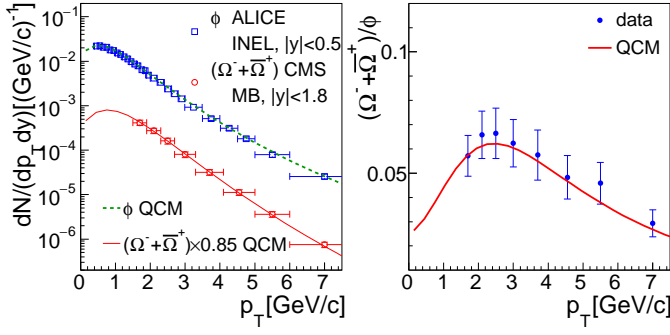 dN/(dp_T dy)[(GeV/c)⁻¹]
10⁻¹
10⁻²
10⁻³
10⁻⁴
10⁻⁵
10⁻⁶
ϕ ALICE
INEL, |y|<0.5
(Ω⁻+Ω̅⁺) CMS
MB, |y|<1.8
ϕ QCM
(Ω⁻+Ω̅⁺)×0.85 QCM
0 1 2 3 4 5 6 7
p_T[GeV/c]
(Ω⁻+Ω̅⁺)/ϕ
0.1
0.05
data
QCM
0 1 2 3 4 5 6 7
p_T[GeV/c]